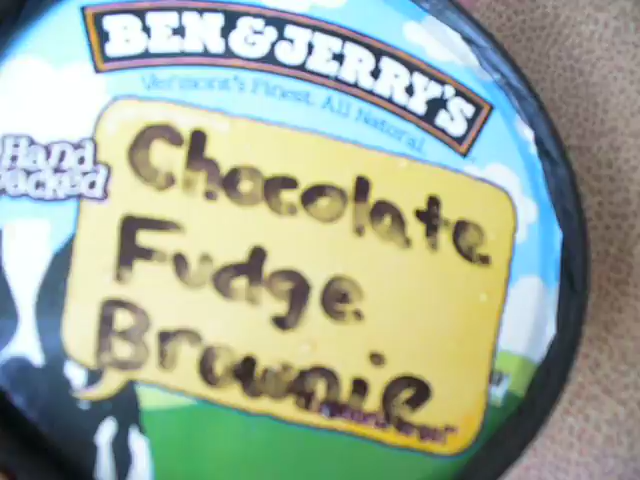 BEN & JERRY'S
Vermont's Finest. All Natural.
Hand
Packed
Chocolate
Fudge
Brownie